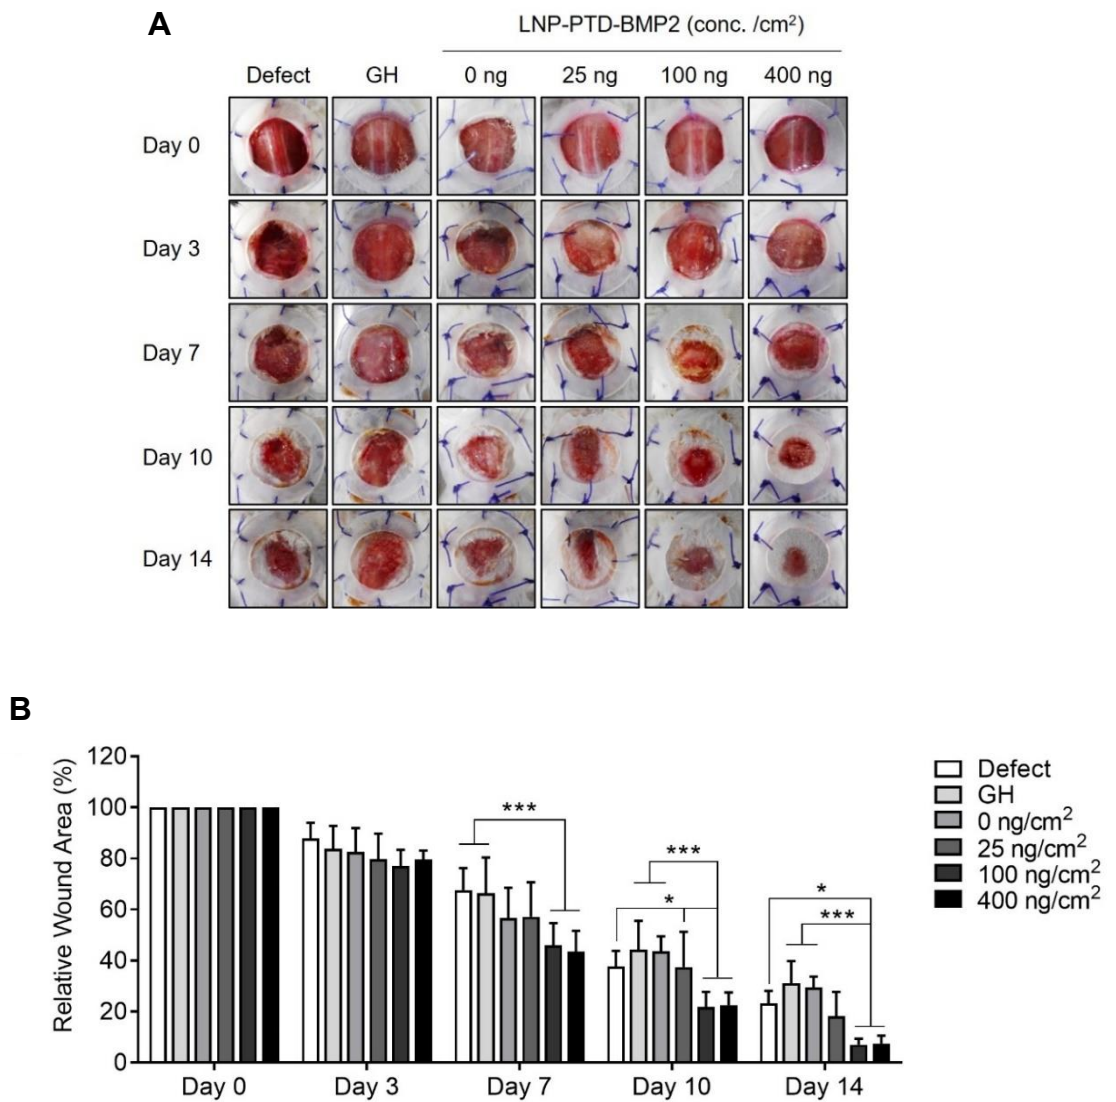 A
LNP-PTD-BMP2 (conc. /cm²)
Defect GH 0 ng 25 ng 100 ng 400 ng
Day 0
Day 3
Day 7
Day 10
Day 14
B
Relative Wound Area (%)
120
100
80
60
40
20
0
***
***
*
*
***
Day 0 Day 3 Day 7 Day 10 Day 14
Defect
GH
0 ng/cm²
25 ng/cm²
100 ng/cm²
400 ng/cm²